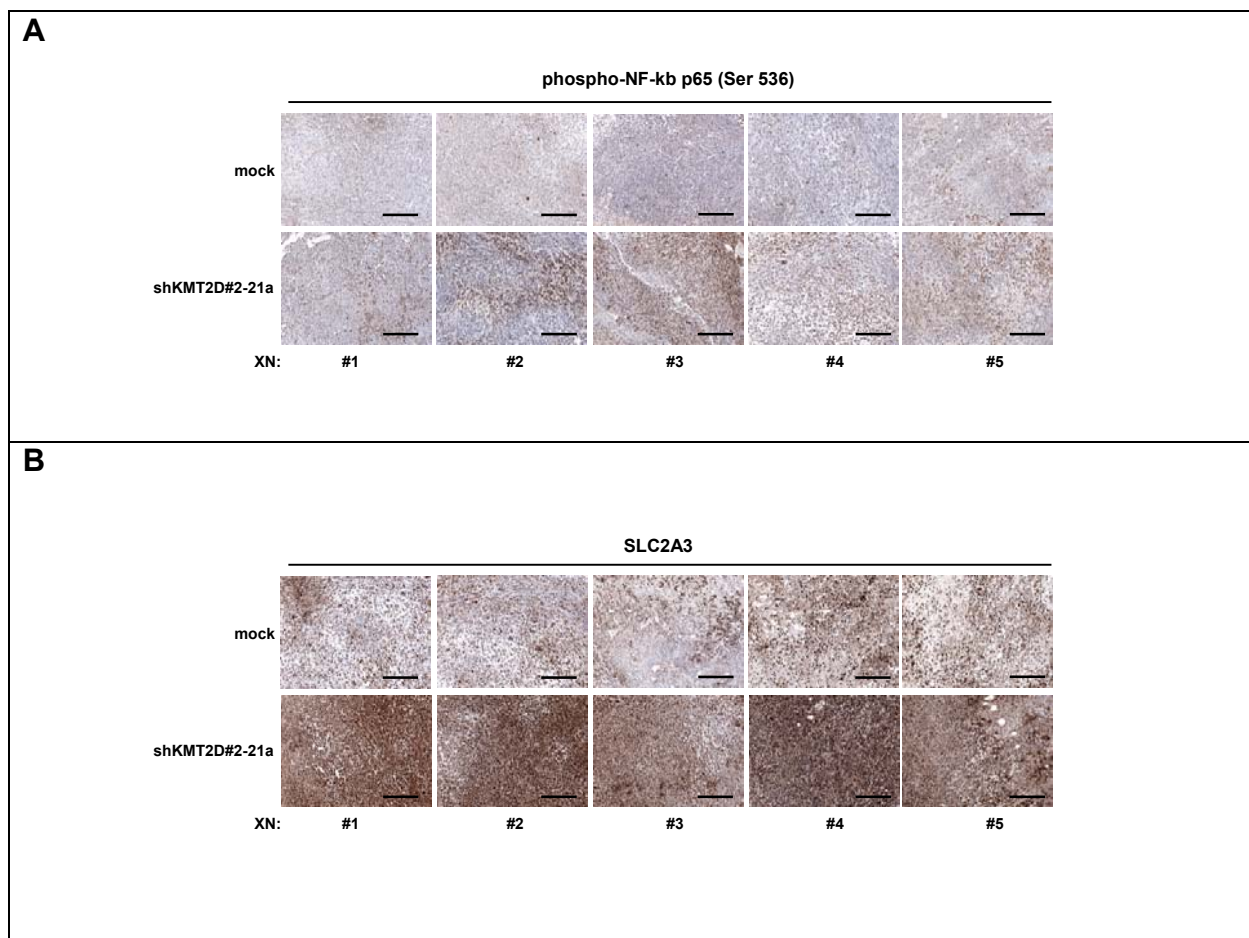 A
phospho-NF-kb p65 (Ser 536)
mock
shKMT2D#2-21a
XN: #1 #2 #3 #4 #5
B
SLC2A3
mock
shKMT2D#2-21a
XN: #1 #2 #3 #4 #5